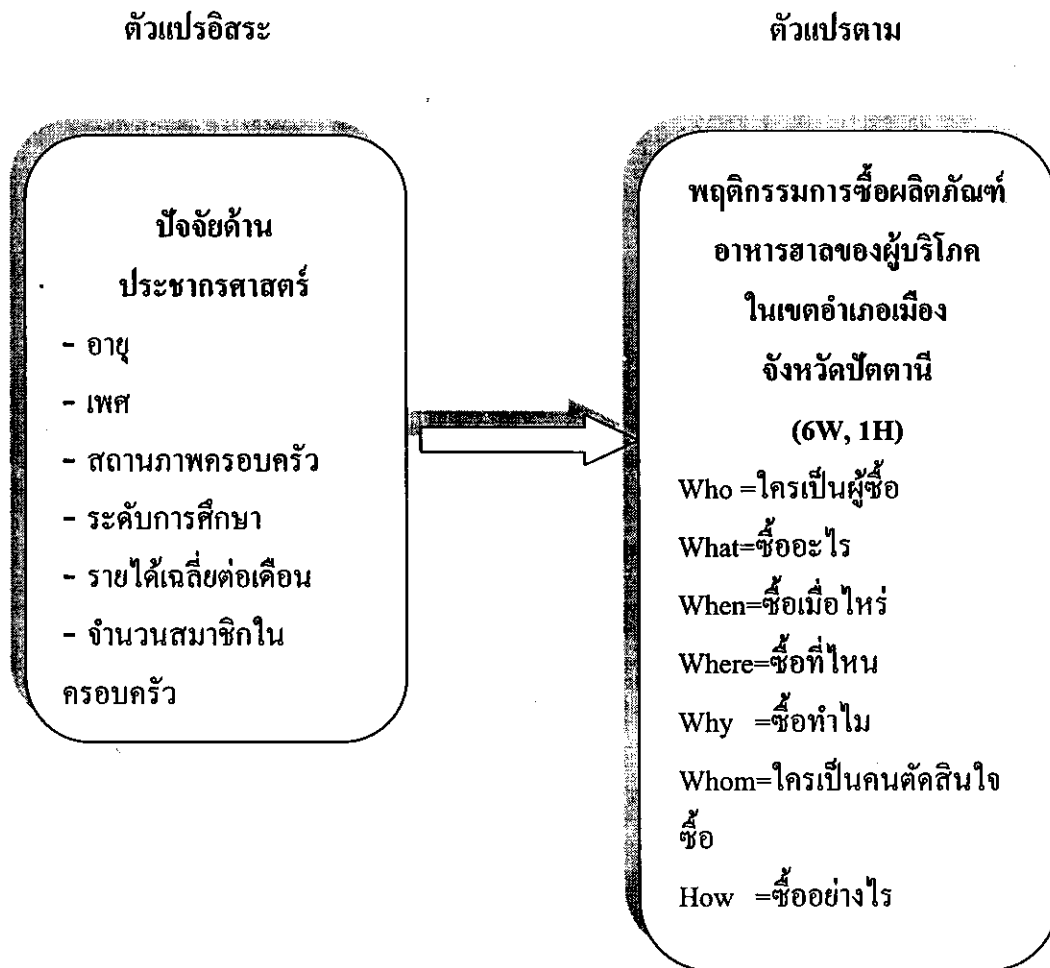 ตัวแปรอิสระ
ตัวแปรตาม
ปัจจัยด้าน
ประชากรศาสตร์
- อายุ
- เพศ
- สถานภาพครอบครัว
- ระดับการศึกษา
- รายได้เฉลี่ยต่อเดือน
- จำนวนสมาชิกใน
ครอบครัว
พฤติกรรมการซื้อผลิตภัณฑ์
อาหารฮาลของผู้บริโภค
ในเขตอำเภอเมือง
จังหวัดปัตตานี
(6W, 1H)
Who =ใครเป็นผู้ซื้อ
What=ซื้ออะไร
When=ซื้อเมื่อไหร่
Where=ซื้อที่ไหน
Why =ซื้อทำไม
Whom=ใครเป็นคนตัดสินใจ
ซื้อ
How =ซื้ออย่างไร